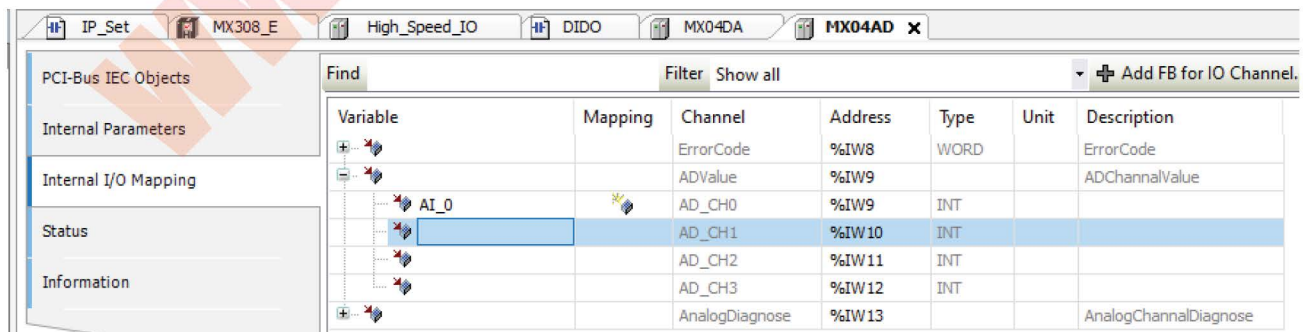 IP_Set MX308_E High_Speed_IO DIDO MX04DA MX04AD
PCI-Bus IEC Objects
Internal Parameters
Internal I/O Mapping
Status
Information
Find Filter Show all Add FB for IO Channel.
Variable Mapping Channel Address Type Unit Description
ErrorCode %IW8 WORD ErrorCode
ADValue %IW9 ADChannalValue
AI_0 AD_CH0 %IW9 INT
AD_CH1 %IW10 INT
AD_CH2 %IW11 INT
AD_CH3 %IW12 INT
AnalogDiagnose %IW13 AnalogChannalDiagnose